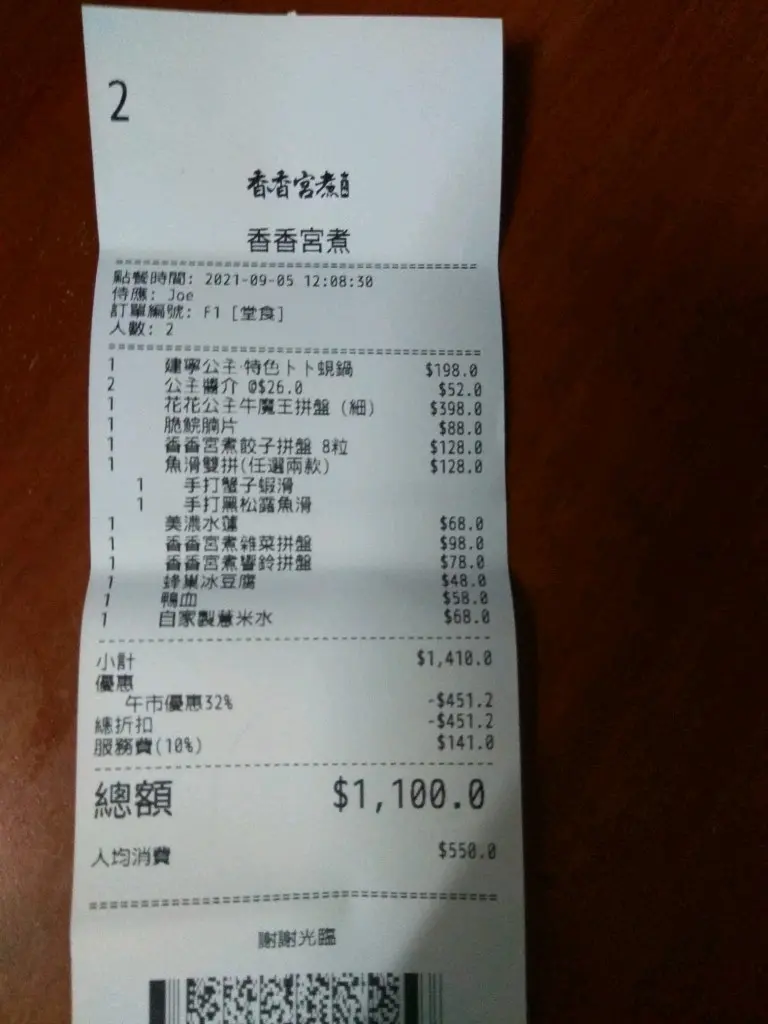 2
香香宮煮
香香宮煮
點餐時間: 2021-09-05 12:08:30
侍應: Joe
訂單編號: F1 [堂食]
人數: 2
1 建寧公主·特色卜卜蜆鍋 $198.0
2 公主醬介 @$26.0 $52.0
1 花花公主牛魔王拼盤 (細) $398.0
1 脆鯇腩片 $88.0
1 香香宮煮餃子拼盤 8粒 $128.0
1 魚滑雙拼(任選兩款) $128.0
1 手打蟹子蝦滑
1 手打黑松露魚滑
1 美濃水蓮 $68.0
1 香香宮煮雜菜拼盤 $98.0
1 香香宮煮響鈴拼盤 $78.0
1 蜂巢冰豆腐 $48.0
1 鴨血 $58.0
1 自家製薏米水 $68.0
小計 $1,410.0
優惠
午市優惠32% -$451.2
總折扣 -$451.2
服務費(10%) $141.0
總額 $1,100.0
人均消費 $550.0
謝謝光臨